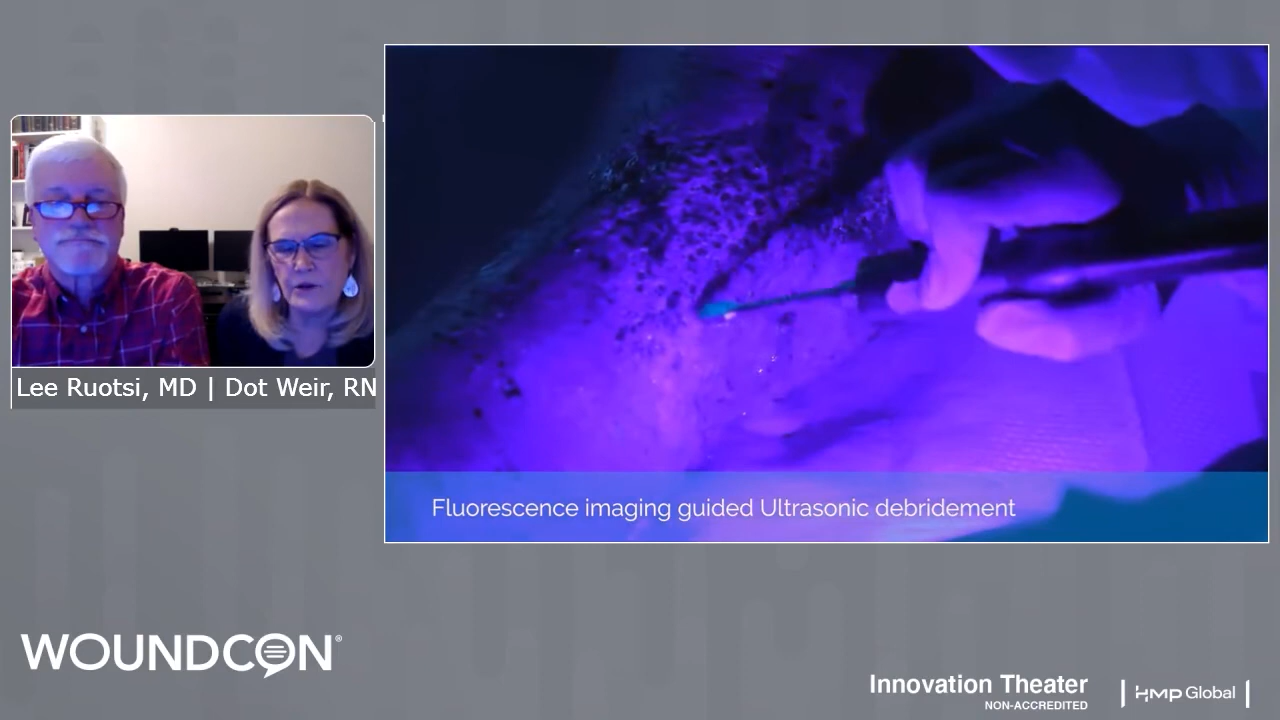 Lee Ruotsi, MD | Dot Weir, RN
Fluorescence imaging guided Ultrasonic debridement
WOUNDCON®
Innovation Theater
NON-ACCREDITED
HMP Global